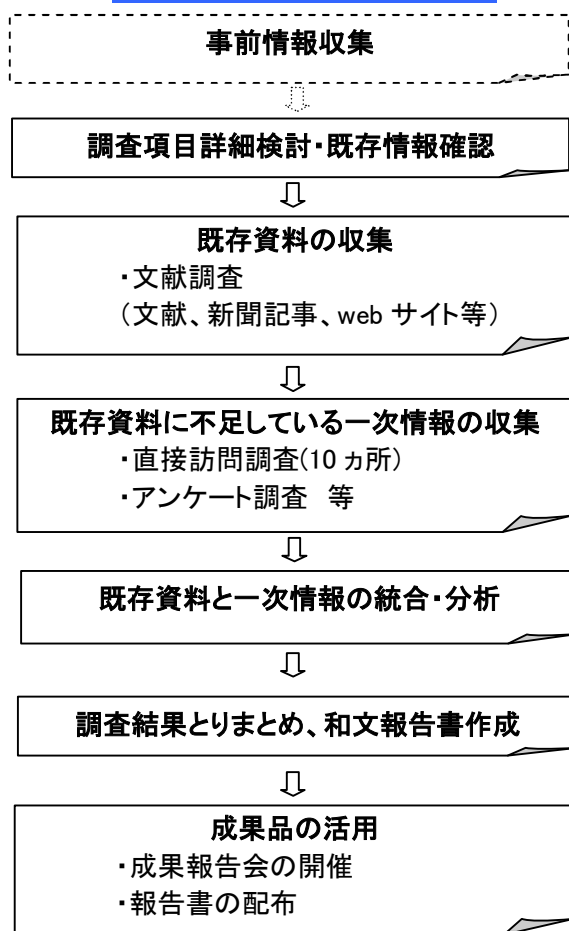 事前情報収集
調査項目詳細検討・既存情報確認
既存資料の収集
・文献調査
（文献、新聞記事、web サイト等）
既存資料に不足している一次情報の収集
・直接訪問調査(10 ヵ所)
・アンケート調査　等
既存資料と一次情報の統合・分析
調査結果とりまとめ、和文報告書作成
成果品の活用
・成果報告会の開催
・報告書の配布